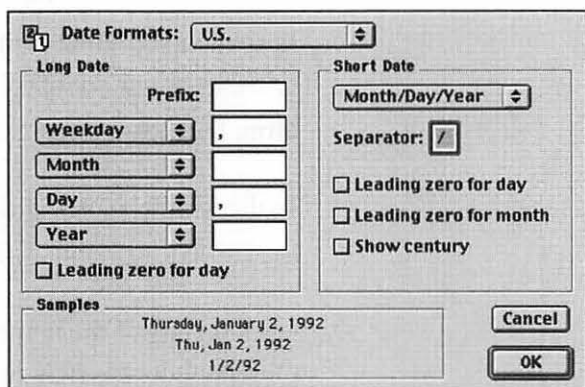 2 1 Date Formats: U.S.
Long Date
Prefix:
Weekday ,
Month
Day ,
Year
Leading zero for day
Short Date
Month/Day/Year
Separator: /
Leading zero for day
Leading zero for month
Show century
Samples
Thursday, January 2, 1992
Thu, Jan 2, 1992
1/2/92
Cancel
OK